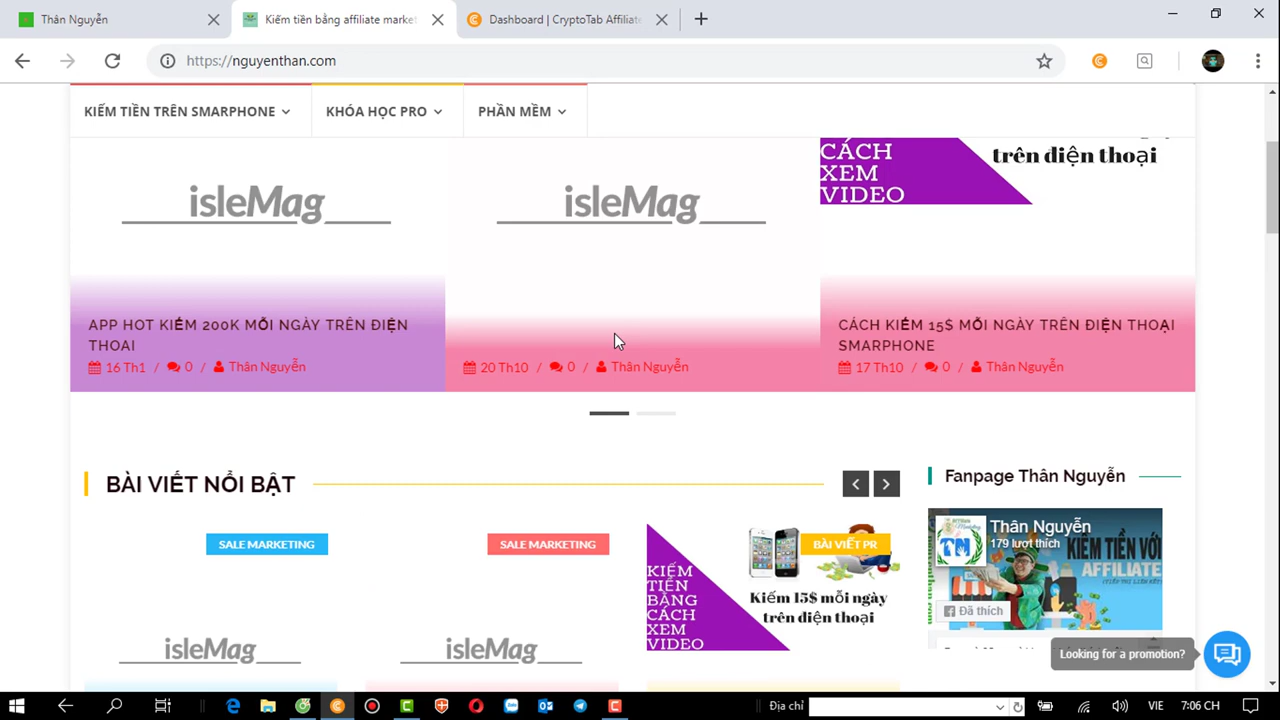 Thân Nguyễn
Kiếm tiền bằng affiliate market
Dashboard | CryptoTab Affiliate
https://nguyenthan.com
KIẾM TIỀN TRÊN SMARPHONE
KHÓA HỌC PRO
PHẦN MỀM
isleMag
isleMag
CÁCH
XEM
VIDEO
trên điện thoại
APP HOT KIẾM 200K MỖI NGÀY TRÊN ĐIỆN
THOAI
16 Th1 / 0 / Thân Nguyễn
20 Th10 / 0 / Thân Nguyễn
CÁCH KIẾM 15$ MỖI NGÀY TRÊN ĐIỆN THOẠI
SMARPHONE
17 Th10 / 0 / Thân Nguyễn
BÀI VIẾT NỔI BẬT
Fanpage Thân Nguyễn
SALE MARKETING
isleMag
SALE MARKETING
isleMag
BÀI VIẾT PR
KIẾM
TIỀN
BẰNG
CÁCH
XEM
VIDEO
Kiếm 15$ mỗi ngày
trên điện thoại
Thân Nguyễn
179 lượt thích
KIẾM TIỀN VỚI
AFFILIATE
Đã thích
Looking for a promotion?
Địa chỉ
VIE
7:06 CH